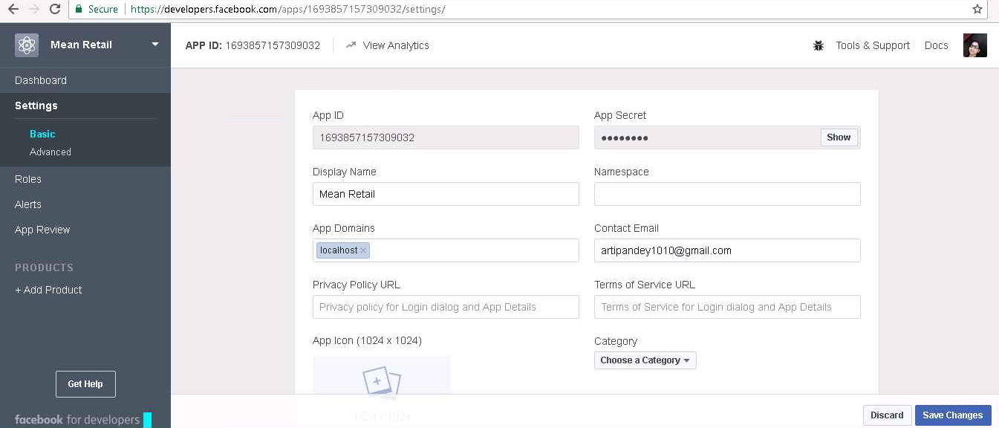 Secure https://developers.facebook.com/apps/1693857157309032/settings/
Mean Retail
APP ID: 1693857157309032 View Analytics
Tools & Support Docs
Dashboard
Settings
Basic
Advanced
Roles
Alerts
App Review
PRODUCTS
+ Add Product
Get Help
facebook for developers
App ID
1693857157309032
App Secret
●●●●●●●● Show
Display Name
Mean Retail
Namespace
App Domains
localhost ×
Contact Email
artipandey1010@gmail.com
Privacy Policy URL
Privacy policy for Login dialog and App Details
Terms of Service URL
Terms of Service for Login dialog and App Details
App Icon (1024 x 1024)
Category
Choose a Category
Discard Save Changes